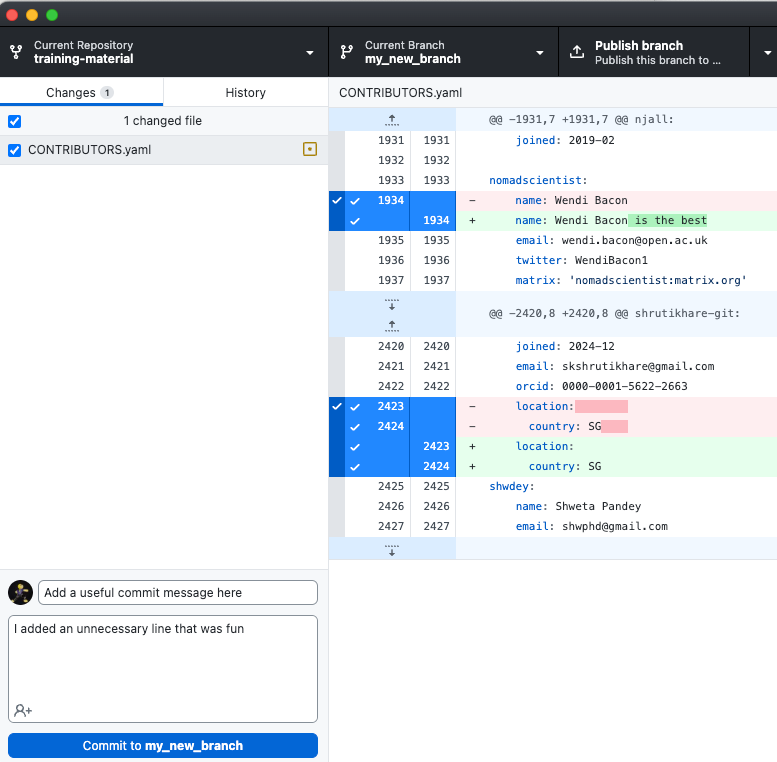 Current Repository
training-material
Current Branch
my_new_branch
Publish branch
Publish this branch to ...
Changes 1
History
CONTRIBUTORS.yaml
1 changed file
CONTRIBUTORS.yaml
@@ -1931,7 +1931,7 @@ njall:
1931 1931 joined: 2019-02
1932 1932
1933 1933 nomadscientist:
1934 - name: Wendi Bacon
1934 + name: Wendi Bacon is the best
1935 1935 email: wendi.bacon@open.ac.uk
1936 1936 twitter: WendiBacon1
1937 1937 matrix: 'nomadscientist:matrix.org'
@@ -2420,8 +2420,8 @@ shrutikhare-git:
2420 2420 joined: 2024-12
2421 2421 email: skshrutikhare@gmail.com
2422 2422 orcid: 0000-0001-5622-2663
2423 - location:
2424 - country: SG
2423 + location:
2424 + country: SG
2425 2425 shwdey:
2426 2426 name: Shweta Pandey
2427 2427 email: shwphd@gmail.com
Add a useful commit message here
I added an unnecessary line that was fun
Commit to my_new_branch